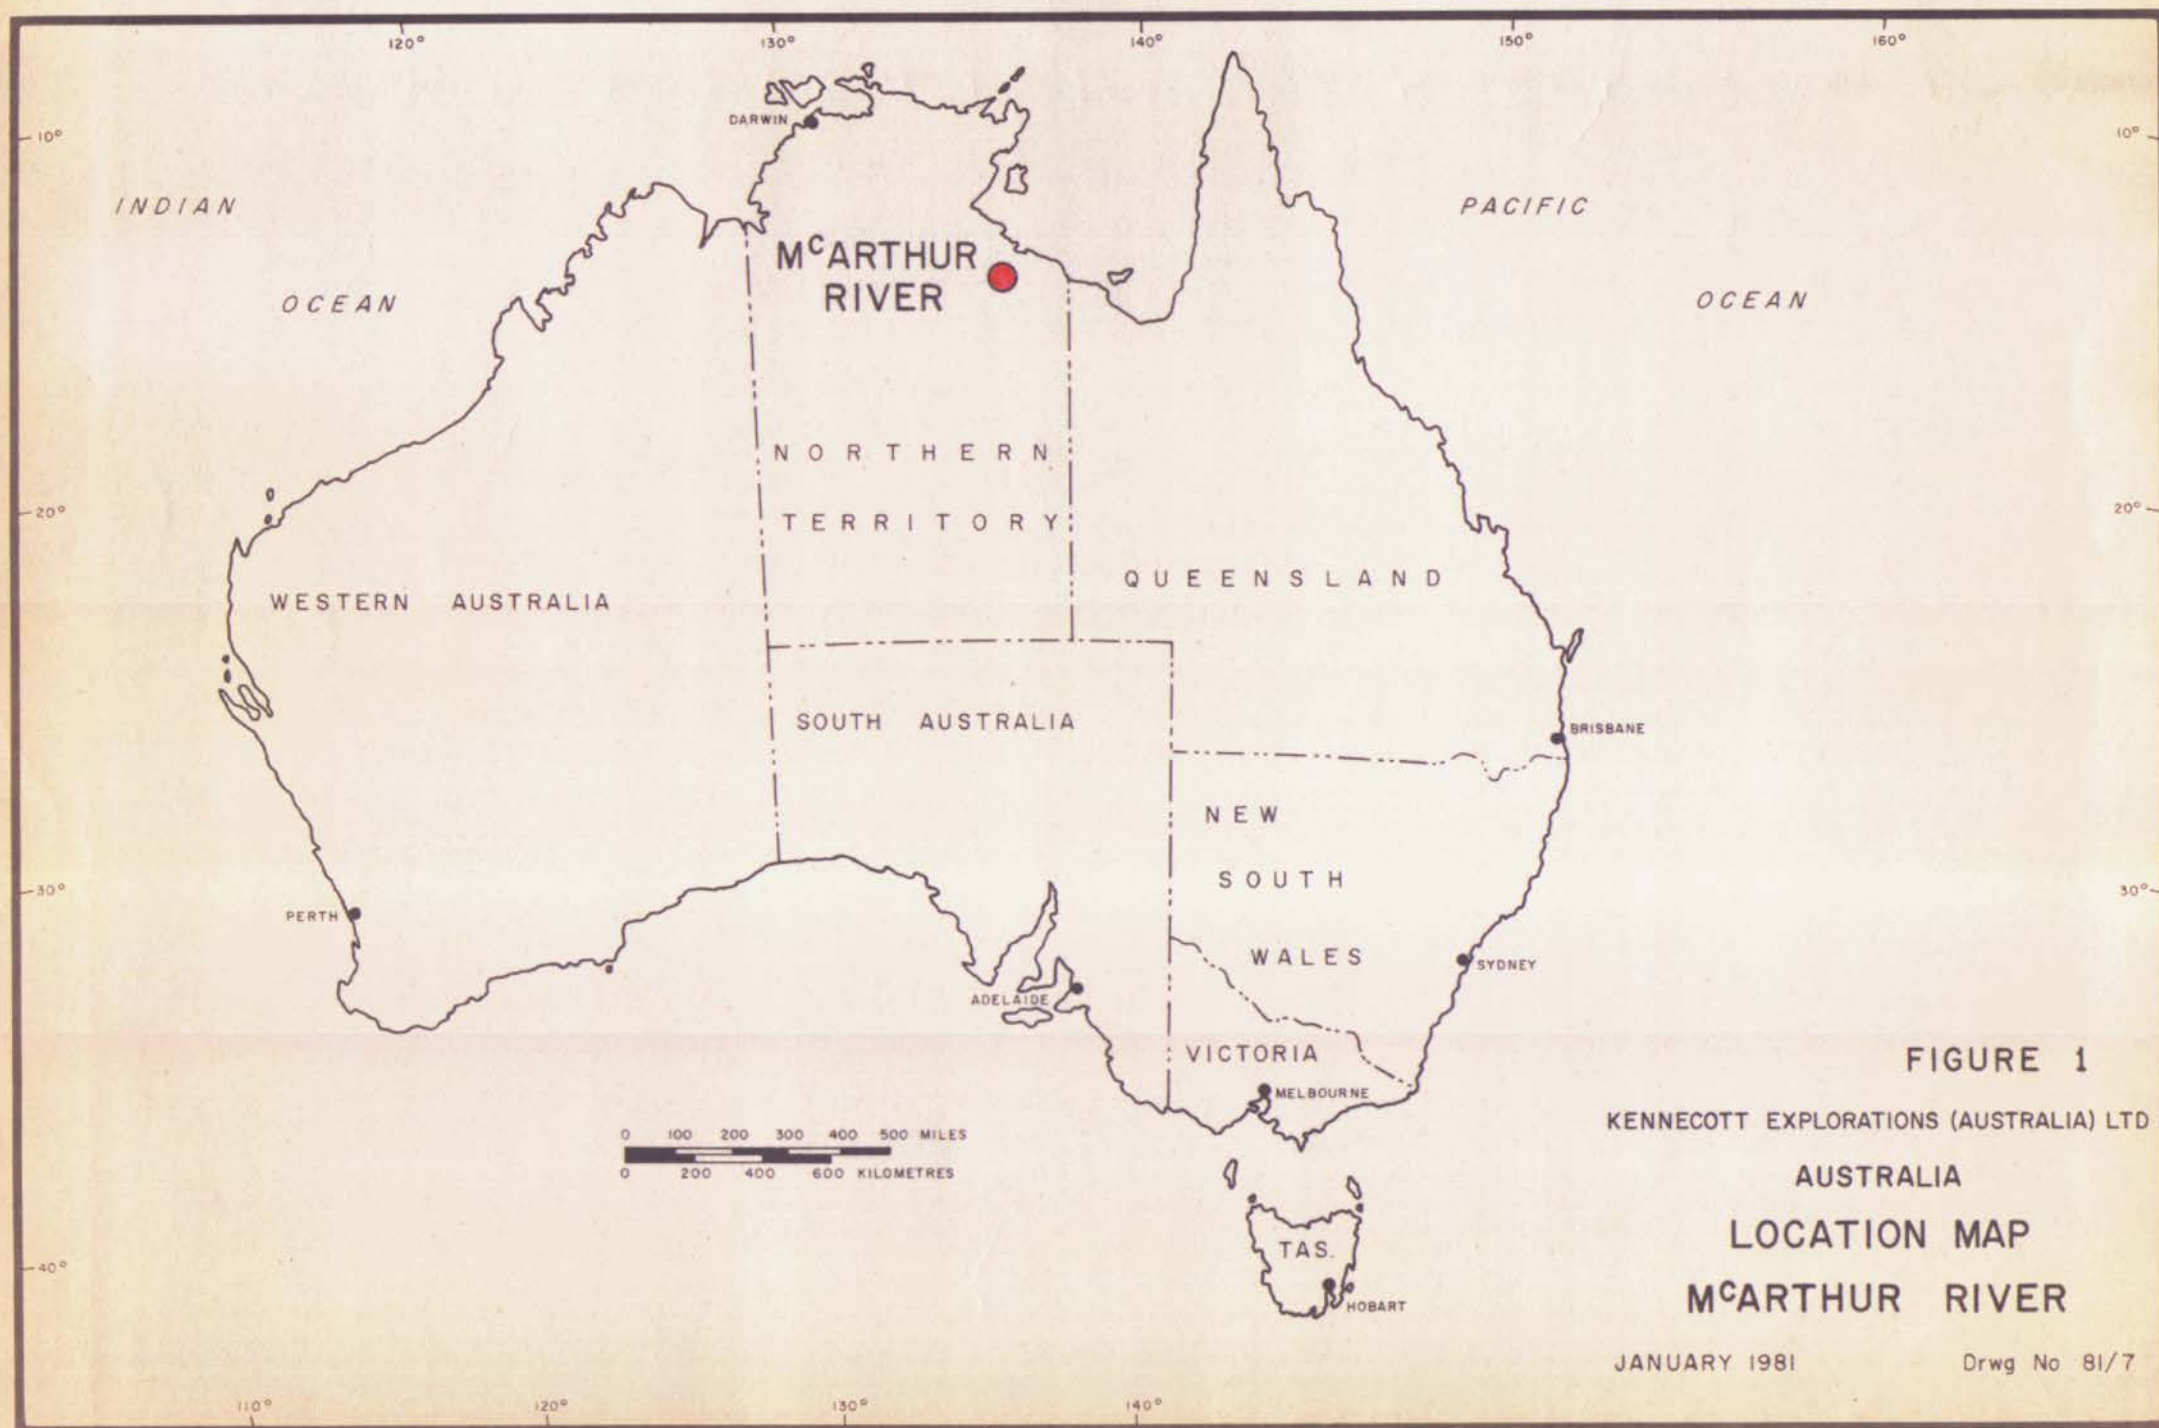 120° 130° 140° 150° 160°
DARWIN
10° 10°
INDIAN
OCEAN
PACIFIC
OCEAN
MCARTHUR
RIVER
NORTHERN
TERRITORY
20° 20°
WESTERN AUSTRALIA
QUEENSLAND
SOUTH AUSTRALIA
BRISBANE
NEW
SOUTH
WALES
30° 30°
PERTH
ADELAIDE
SYDNEY
VICTORIA
MELBOURNE
0 100 200 300 400 500 MILES
0 200 400 600 KILOMETRES
TAS.
HOBART
40°
FIGURE 1
KENNECOTT EXPLORATIONS (AUSTRALIA) LTD
AUSTRALIA
LOCATION MAP
MCARTHUR RIVER
JANUARY 1981 Drwg No 81/7
110° 120° 130° 140°